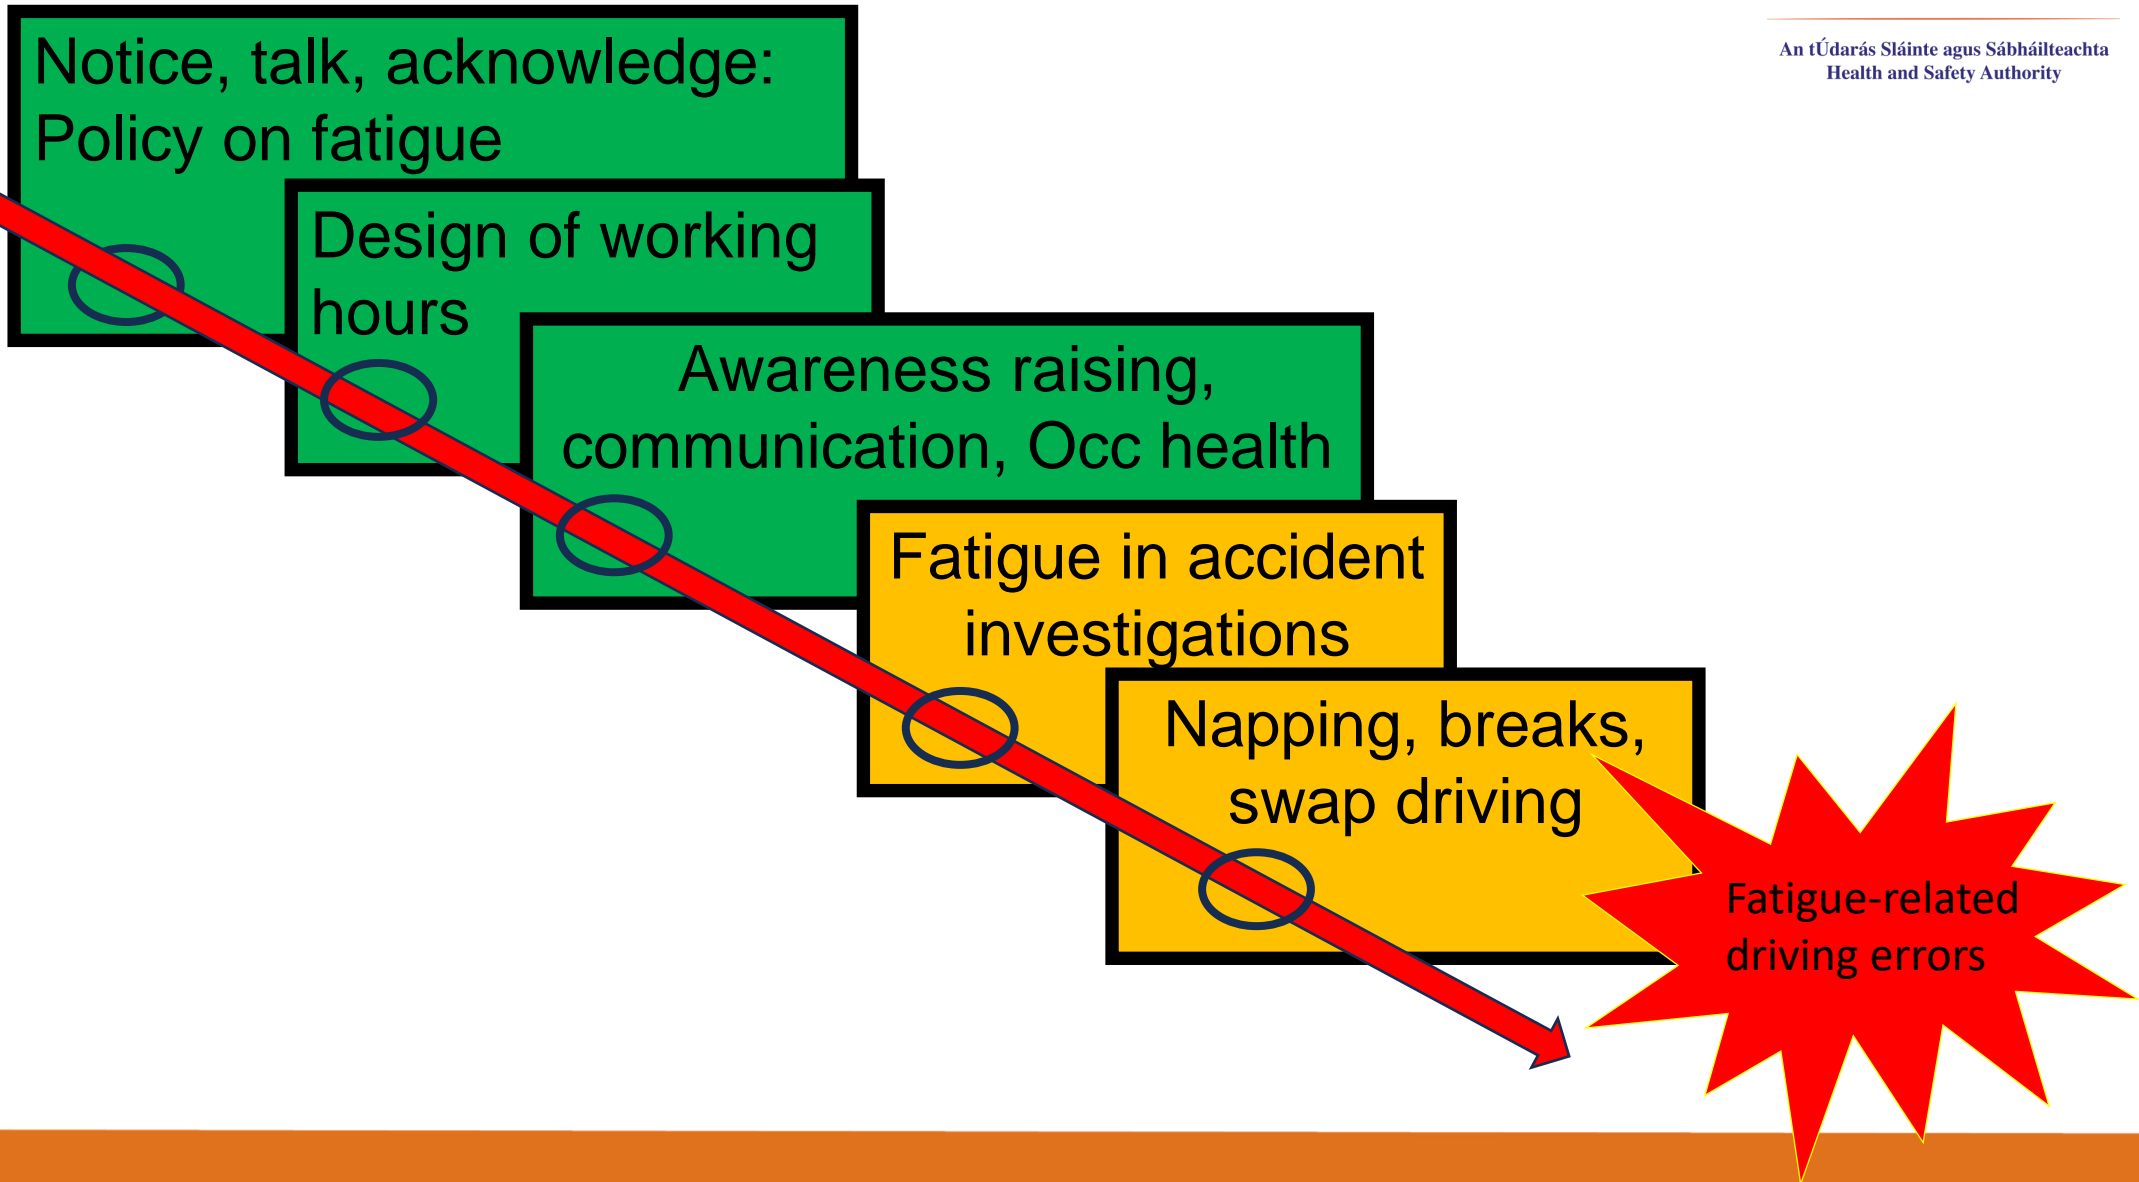 An tÚdarás Sláinte agus Sábháilteachta
Health and Safety Authority
Notice, talk, acknowledge:
Policy on fatigue
Design of working
hours
Awareness raising,
communication, Occ health
Fatigue in accident
investigations
Napping, breaks,
swap driving
Fatigue-related
driving errors